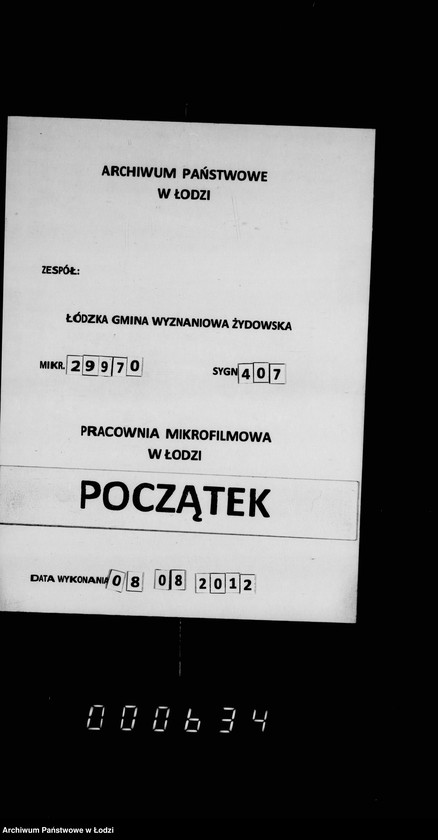 ARCHIWUM PAŃSTWOWE
W ŁODZI
ZESPÓŁ:
ŁÓDZKA GMINA WYZNANIOWA ŻYDOWSKA
MIKR. 29970 SYGN 407
PRACOWNIA MIKROFILMOWA
W ŁODZI
POCZĄTEK
DATA WYKONANIA 08 08 2012
000634
Archiwum Państwowe w Łodzi